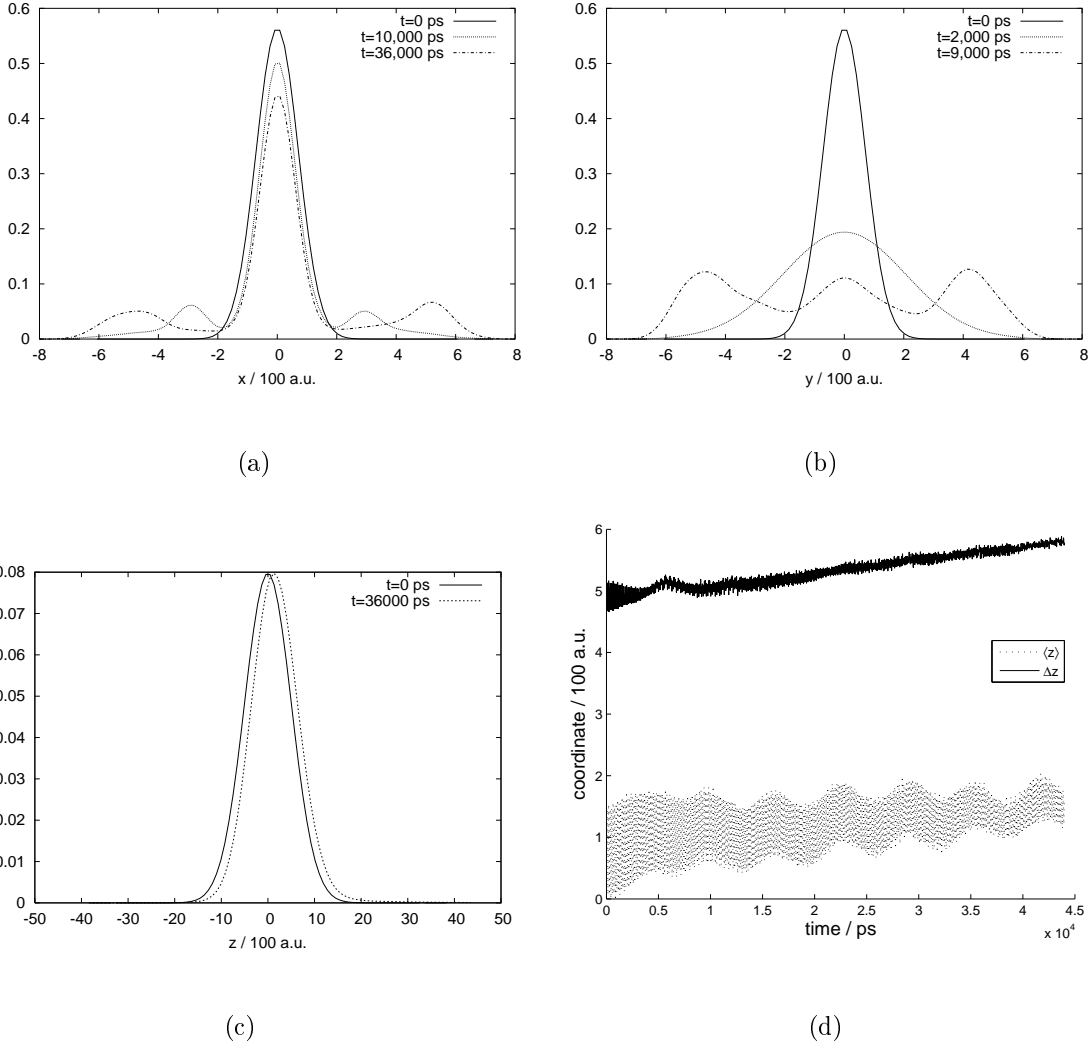 0.6
0.5
0.4
0.3
0.2
0.1
0
-8 -6 -4 -2 0 2 4 6 8
x / 100 a.u.
t=0 ps
t=10,000 ps
t=36,000 ps
(a)
0.6
0.5
0.4
0.3
0.2
0.1
0
-8 -6 -4 -2 0 2 4 6 8
y / 100 a.u.
t=0 ps
t=2,000 ps
t=9,000 ps
(b)
0.08
0.07
0.06
0.05
0.04
0.03
0.02
0.01
0
-50 -40 -30 -20 -10 0 10 20 30 40 50
z / 100 a.u.
t=0 ps
t=36000 ps
(c)
6
5
4
3
2
1
0
coordinate / 100 a.u.
⟨z⟩
Δz
0 0.5 1 1.5 2 2.5 3 3.5 4 4.5
time / ps
x 10^4
(d)